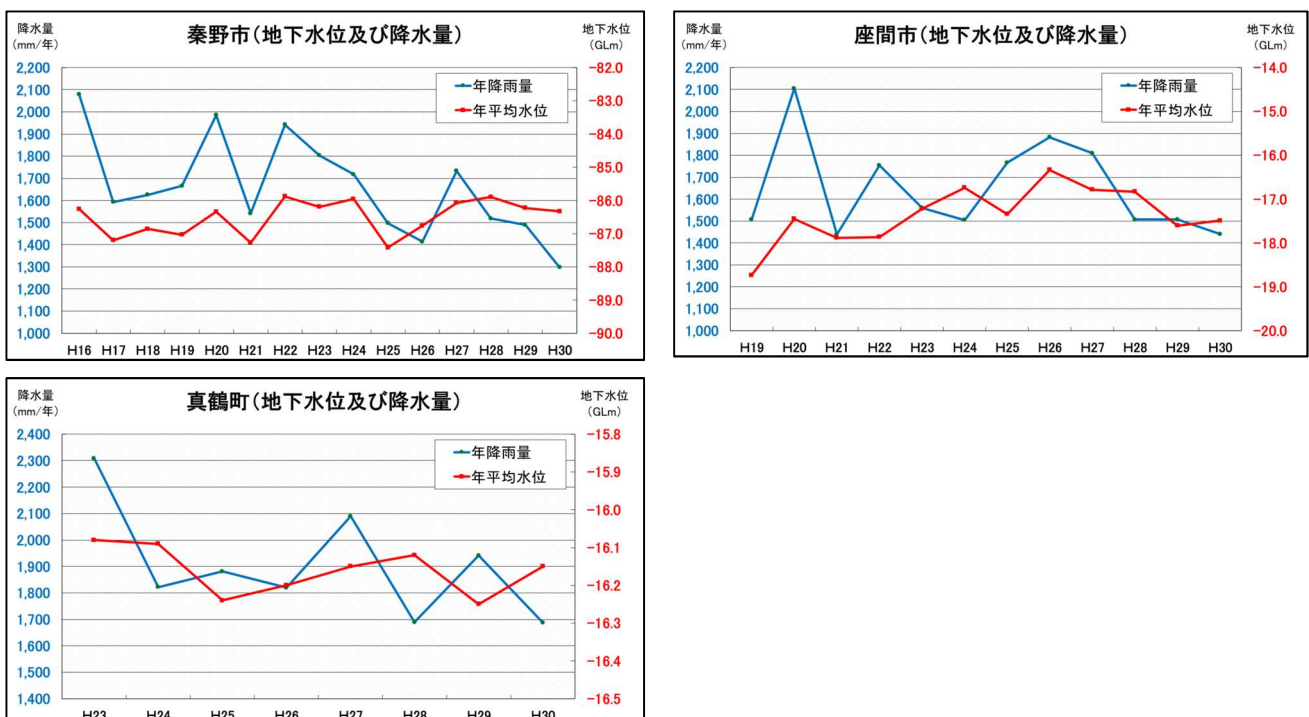 秦野市(地下水位及び降水量)
降水量
(mm/年)
地下水位
(GLm)
年降雨量
年平均水位
2,200
2,100
2,000
1,900
1,800
1,700
1,600
1,500
1,400
1,300
1,200
1,100
1,000
-82.0
-83.0
-84.0
-85.0
-86.0
-87.0
-88.0
-89.0
-90.0
H16 H17 H18 H19 H20 H21 H22 H23 H24 H25 H26 H27 H28 H29 H30
座間市(地下水位及び降水量)
降水量
(mm/年)
地下水位
(GLm)
年降雨量
年平均水位
2,200
2,100
2,000
1,900
1,800
1,700
1,600
1,500
1,400
1,300
1,200
1,100
1,000
-14.0
-15.0
-16.0
-17.0
-18.0
-19.0
-20.0
H19 H20 H21 H22 H23 H24 H25 H26 H27 H28 H29 H30
真鶴町(地下水位及び降水量)
降水量
(mm/年)
地下水位
(GLm)
年降雨量
年平均水位
2,400
2,300
2,200
2,100
2,000
1,900
1,800
1,700
1,600
1,500
1,400
-15.8
-15.9
-16.0
-16.1
-16.2
-16.3
-16.4
-16.5
H23 H24 H25 H26 H27 H28 H29 H30